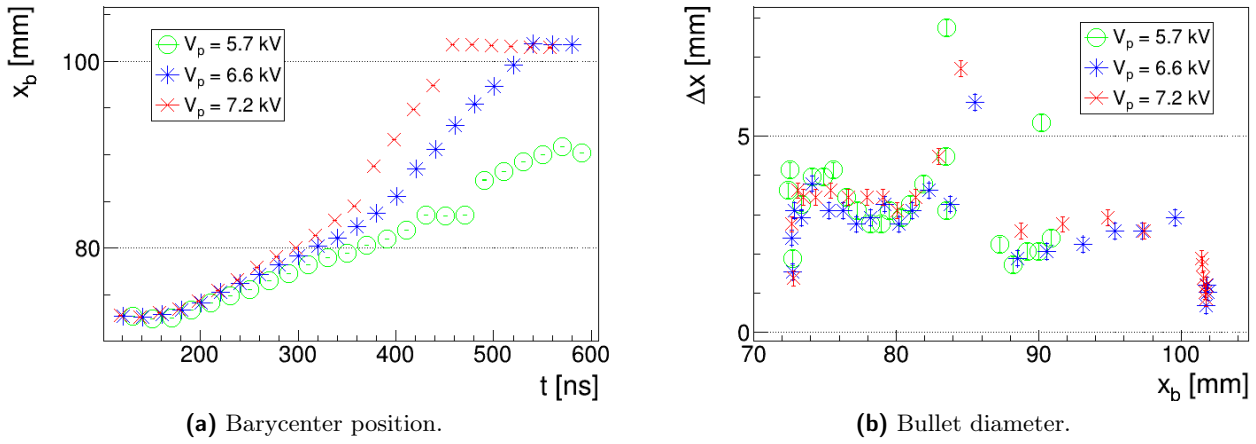 x_b [mm]
V_p = 5.7 kV
V_p = 6.6 kV
V_p = 7.2 kV
100
80
200 300 400 500 600
t [ns]
(a) Barycenter position.
Δx [mm]
V_p = 5.7 kV
V_p = 6.6 kV
V_p = 7.2 kV
5
0
70 80 90 100
x_b [mm]
(b) Bullet diameter.